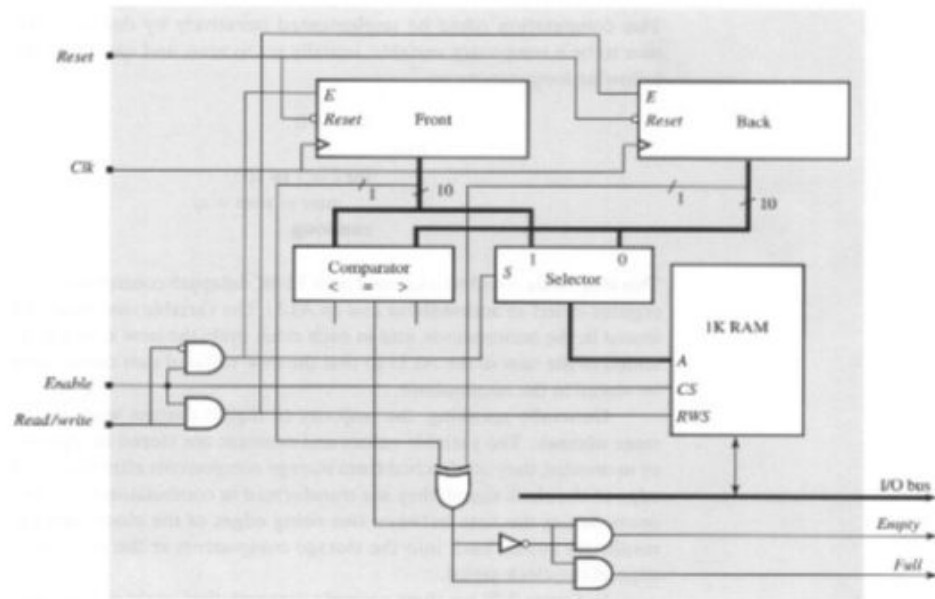 Reset
E
Reset
Front
E
Reset
Back
Clk
1
10
1
10
Comparator
< = >
S
1 0
Selector
1K RAM
A
CS
RWS
Enable
Read/write
I/O bus
Empty
Full